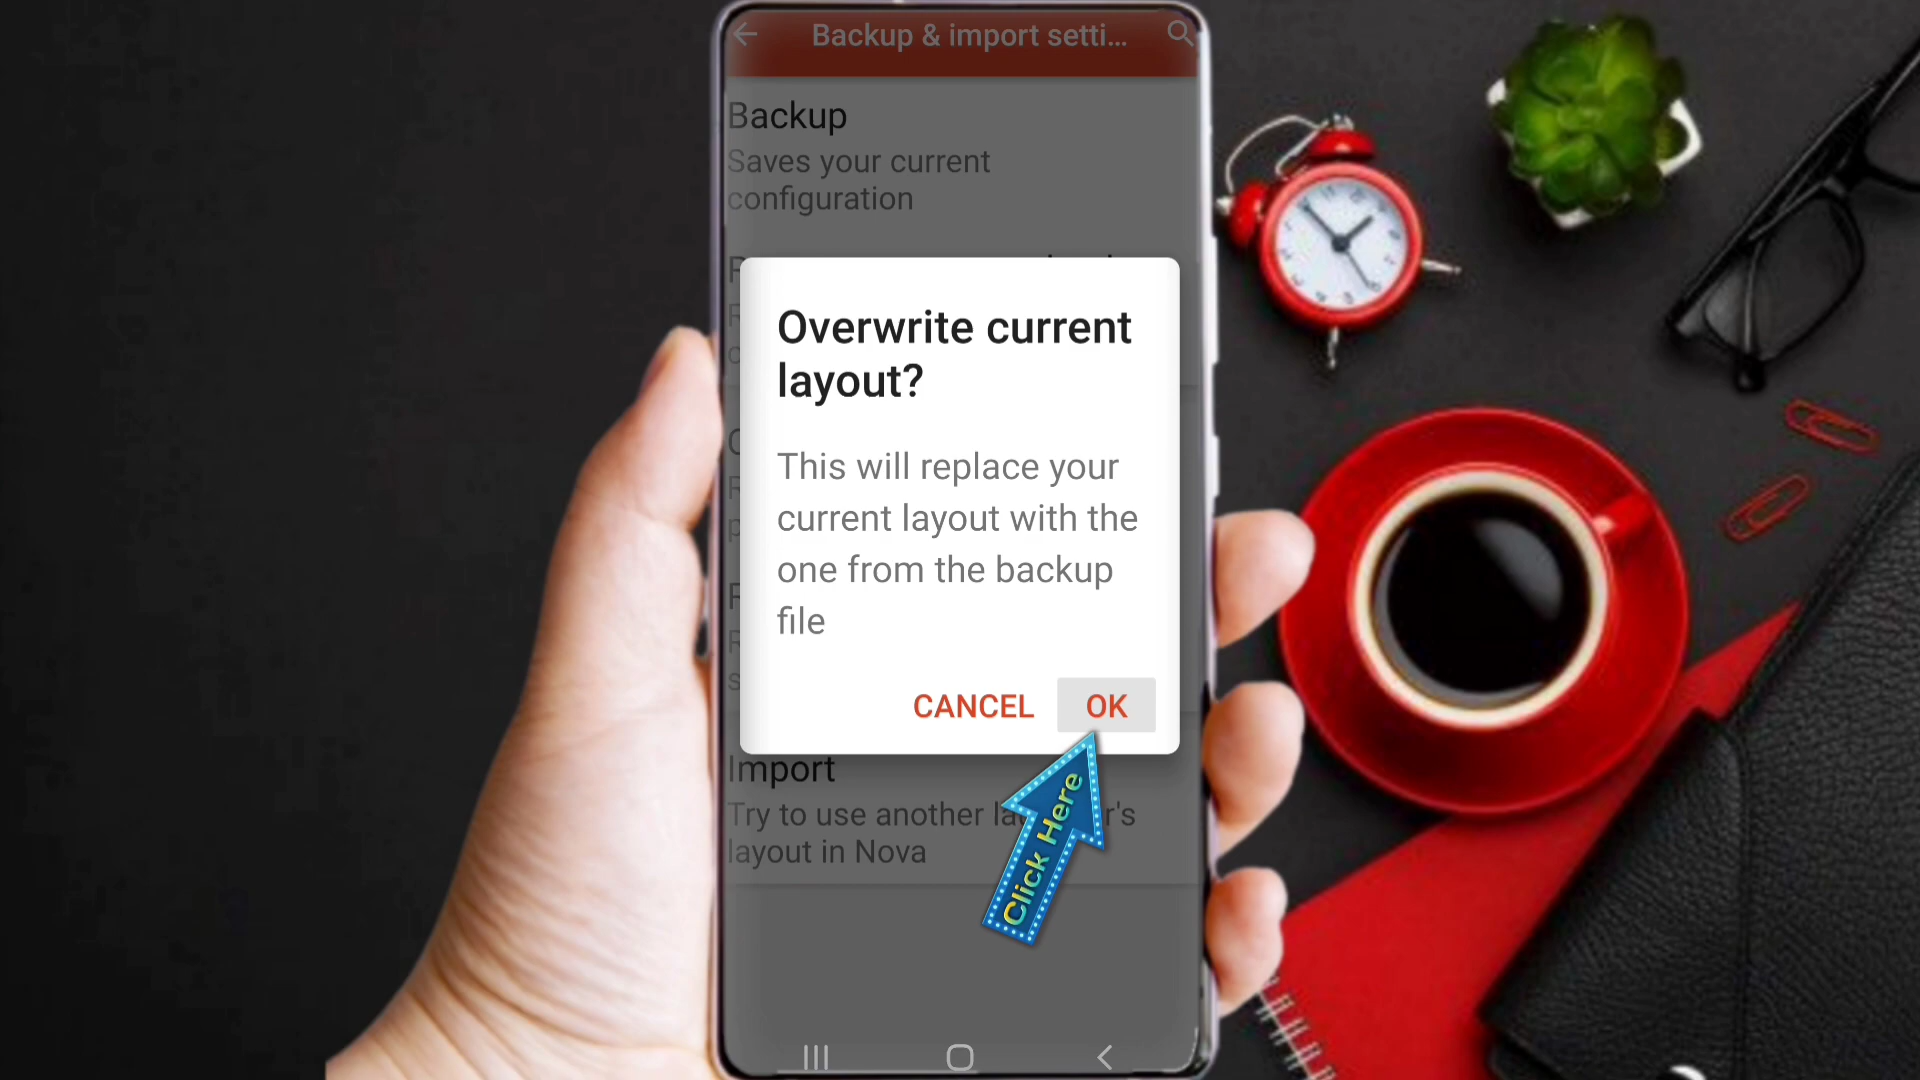 Backup & import setti...
Backup
Saves your current
configuration
Overwrite current
layout?
This will replace your
current layout with the
one from the backup
file
CANCEL OK
Import
Try to use another la r's
layout in Nova
Click Here